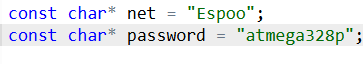 const char* net = "Espoo";
const char* password = "atmega328p";